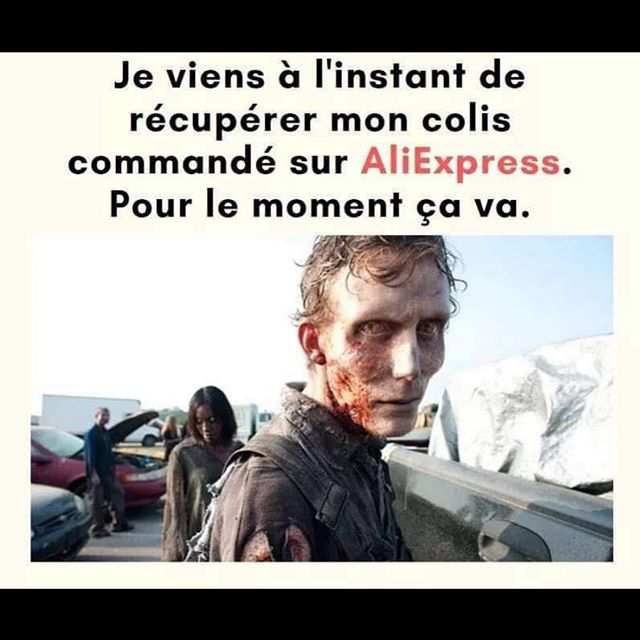 Je viens à l'instant de
récupérer mon colis
commandé sur AliExpress.
Pour le moment ça va.